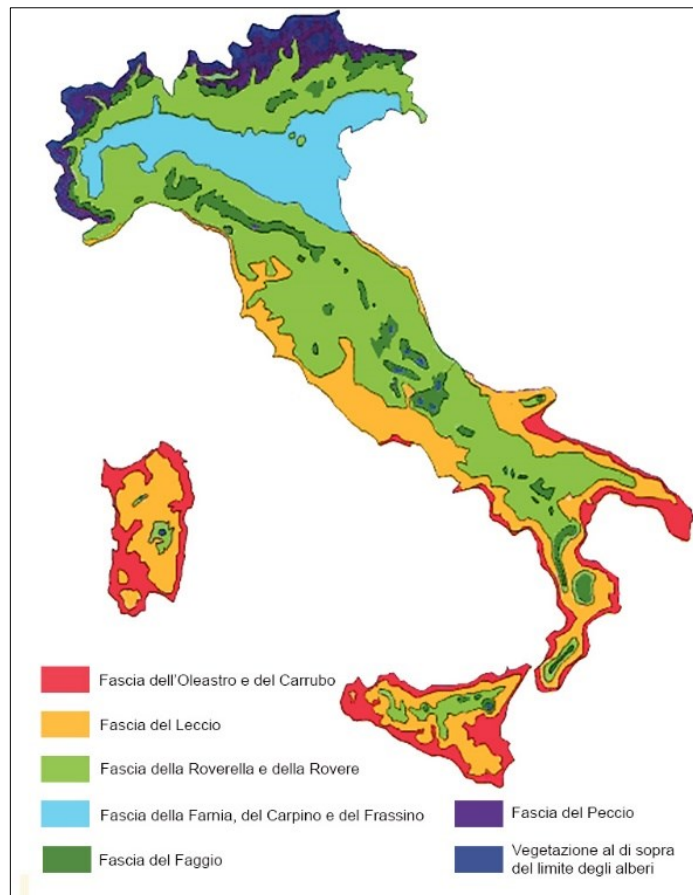 Fascia dell'Oleastro e del Carrubo
Fascia del Leccio
Fascia della Roverella e della Rovere
Fascia della Farnia, del Carpino e del Frassino
Fascia del Faggio
Fascia del Peccio
Vegetazione al di sopra
del limite degli alberi